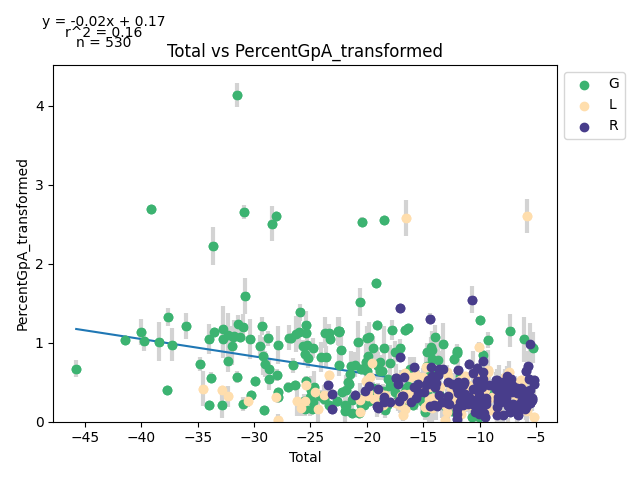 y = -0.02x + 0.17
r^2 = 0.16
n = 530
Total vs PercentGpA_transformed
G
L
R
PercentGpA_transformed
4
3
2
1
0
−45 −40 −35 −30 −25 −20 −15 −10 −5
Total